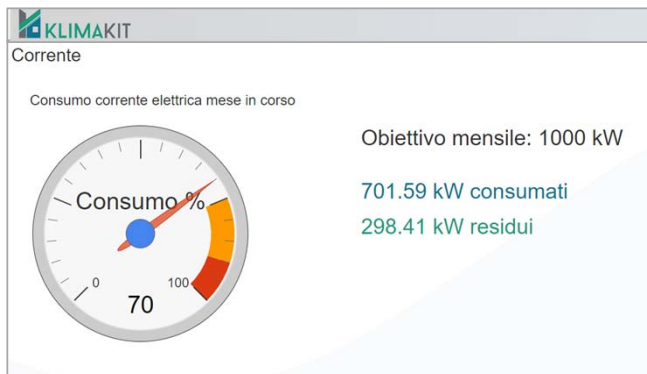 KLIMAKIT
Corrente
Consumo corrente elettrica mese in corso
Consumo %
0
100
70
Obiettivo mensile: 1000 kW
701.59 kW consumati
298.41 kW residui